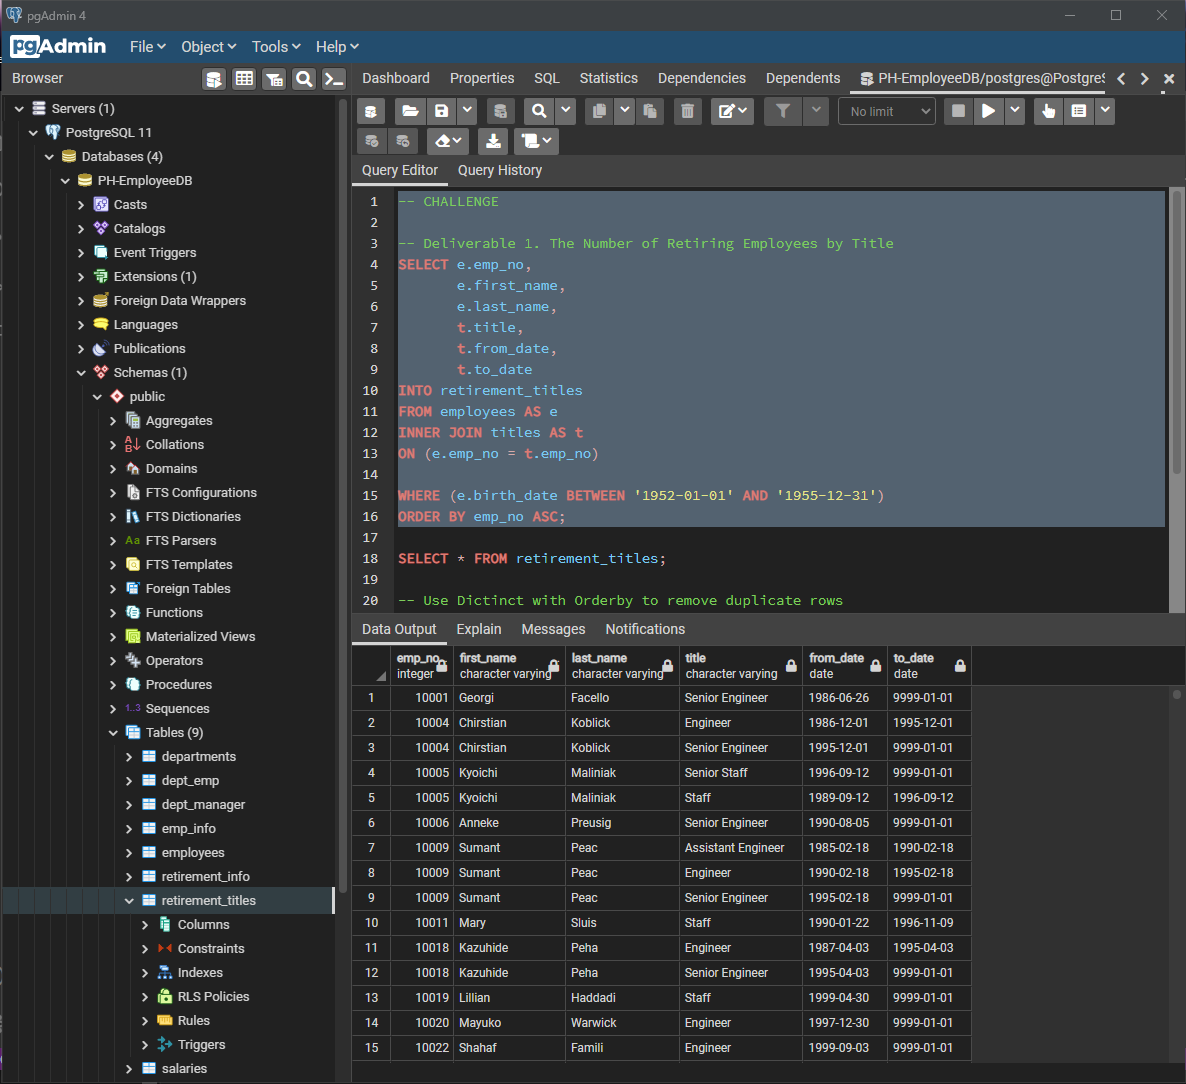 pgAdmin 4
pgAdmin File Object Tools Help
Browser
Dashboard Properties SQL Statistics Dependencies Dependents PH-EmployeeDB/postgres@PostgreS
No limit
Query Editor Query History
Servers (1)
PostgreSQL 11
Databases (4)
PH-EmployeeDB
Casts
Catalogs
Event Triggers
Extensions (1)
Foreign Data Wrappers
Languages
Publications
Schemas (1)
public
Aggregates
Collations
Domains
FTS Configurations
FTS Dictionaries
Aa FTS Parsers
FTS Templates
Foreign Tables
Functions
Materialized Views
Operators
Procedures
1..3 Sequences
Tables (9)
departments
dept_emp
dept_manager
emp_info
employees
retirement_info
retirement_titles
Columns
Constraints
Indexes
RLS Policies
Rules
Triggers
salaries
1 -- CHALLENGE
2
3 -- Deliverable 1. The Number of Retiring Employees by Title
4 SELECT e.emp_no,
5 e.first_name,
6 e.last_name,
7 t.title,
8 t.from_date,
9 t.to_date
10 INTO retirement_titles
11 FROM employees AS e
12 INNER JOIN titles AS t
13 ON (e.emp_no = t.emp_no)
14
15 WHERE (e.birth_date BETWEEN '1952-01-01' AND '1955-12-31')
16 ORDER BY emp_no ASC;
17
18 SELECT * FROM retirement_titles;
19
20 -- Use Dictinct with Orderby to remove duplicate rows
Data Output Explain Messages Notifications
emp_no first_name last_name title from_date to_date
integer character varying character varying character varying date date
1 10001 Georgi Facello Senior Engineer 1986-06-26 9999-01-01
2 10004 Chirstian Koblick Engineer 1986-12-01 1995-12-01
3 10004 Chirstian Koblick Senior Engineer 1995-12-01 9999-01-01
4 10005 Kyoichi Maliniak Senior Staff 1996-09-12 9999-01-01
5 10005 Kyoichi Maliniak Staff 1989-09-12 1996-09-12
6 10006 Anneke Preusig Senior Engineer 1990-08-05 9999-01-01
7 10009 Sumant Peac Assistant Engineer 1985-02-18 1990-02-18
8 10009 Sumant Peac Engineer 1990-02-18 1995-02-18
9 10009 Sumant Peac Senior Engineer 1995-02-18 9999-01-01
10 10011 Mary Sluis Staff 1990-01-22 1996-11-09
11 10018 Kazuhide Peha Engineer 1987-04-03 1995-04-03
12 10018 Kazuhide Peha Senior Engineer 1995-04-03 9999-01-01
13 10019 Lillian Haddadi Staff 1999-04-30 9999-01-01
14 10020 Mayuko Warwick Engineer 1997-12-30 9999-01-01
15 10022 Shahaf Famili Engineer 1999-09-03 9999-01-01